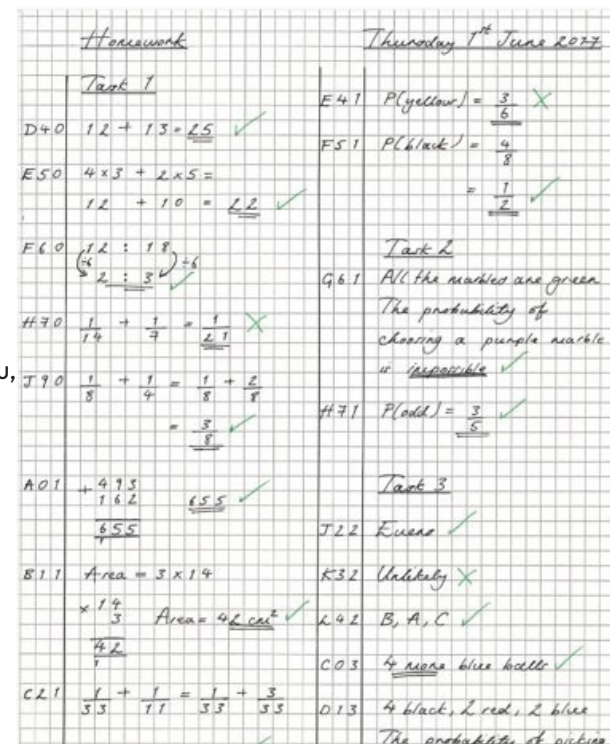 Homework
Thursday 1st June 2077
u,
Task 1
D40 12 + 13 = 25 ✓
E50 4 × 3 + 2 × 5 =
12 + 10 = 22 ✓
F60 12 : 18
÷6 ÷6
2 : 3 ✓
H70 1/14 + 1/7 = 1/21 ✗
J90 1/8 + 1/4 = 1/8 + 2/8
= 3/8 ✓
A01 + 493
162 655 ✓
655
1
B11 Area = 3 × 14
× 14
3 Area = 42 cm² ✓
42
1
C21 1/33 + 1/11 = 1/33 + 3/33
E41 P(yellow) = 3/6 ✗
F51 P(black) = 4/8
= 1/2 ✓
Task 2
G61 All the marbles are green
The probability of
choosing a purple marble
is impossible ✓
H71 P(odd) = 3/5 ✓
Task 3
J22 Evens ✓
K32 Unlikely ✗
L42 B, A, C ✓
C03 4 more blue balls ✓
D13 4 black, 2 red, 2 blue
The probability of picking